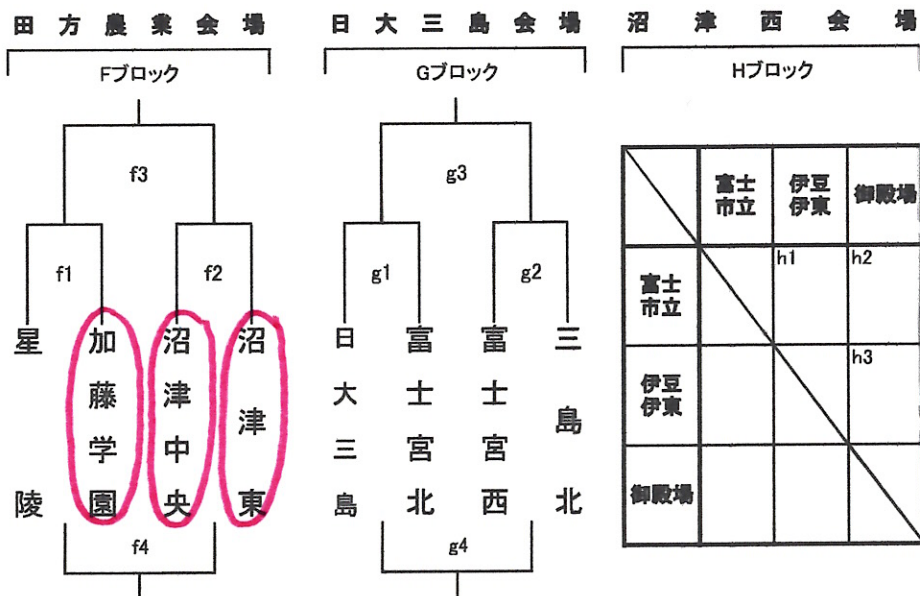 田方農業会場
Fブロック
f3
f1
f2
星陵
加藤学園
沼津中央
沼津東
f4
日大三島会場
Gブロック
g3
g1
g2
日大三島
富士宮北
富士宮西
三島北
g4
沼津西会場
Hブロック
富士市立
伊豆伊東
御殿場
富士市立
h1
h2
伊豆伊東
h3
御殿場